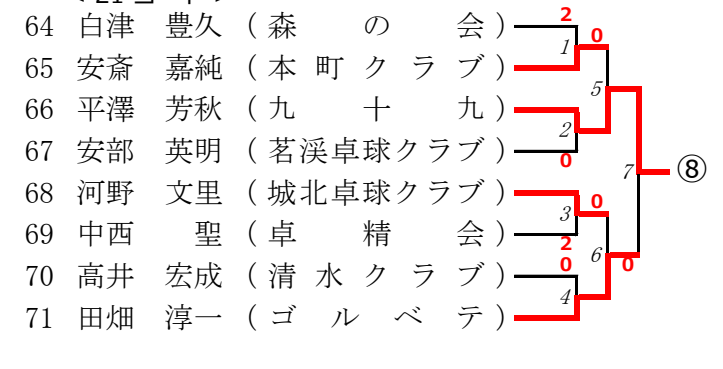 64 白津 豊久 ( 森 の 会 ) 2
1 0
65 安斎 嘉純 ( 本 町 ク ラ ブ )
5
66 平澤 芳秋 ( 九 十 九 )
2
67 安部 英明 ( 茗渓卓球クラブ ) 0
7 ⑧
68 河野 文里 ( 城北卓球クラブ )
3 0
69 中西 聖 ( 卓 精 会 ) 2
6 0
70 高井 宏成 ( 清 水 ク ラ ブ ) 0
4
71 田畑 淳一 ( ゴ ル ベ テ )